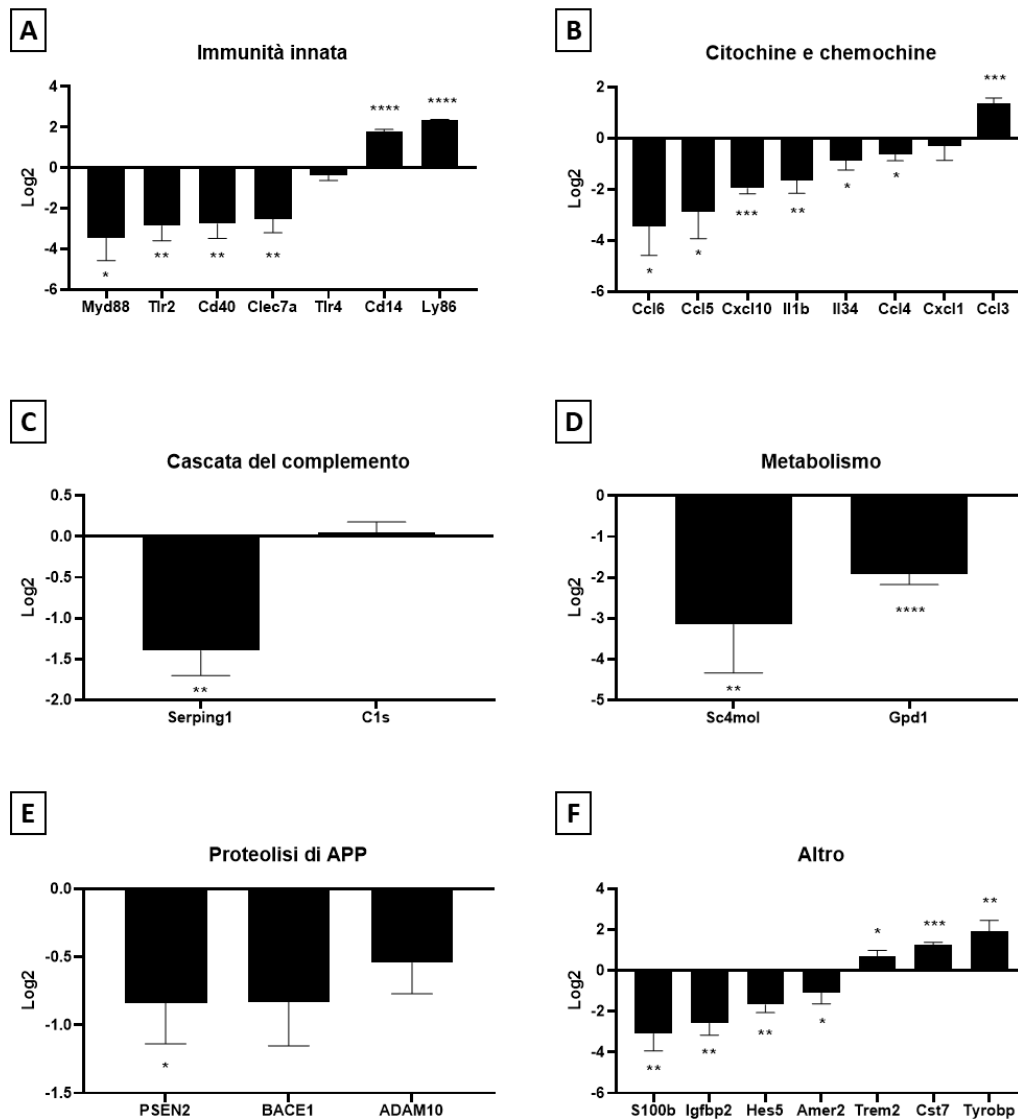 A
Immunità innata
Log2
4
2
0
-2
-4
-6
****
****
*
**
**
**
Myd88 Tlr2 Cd40 Clec7a Tlr4 Cd14 Ly86
B
Citochine e chemochine
Log2
2
0
-2
-4
-6
***
*
*
***
**
*
*
Ccl6 Ccl5 Cxcl10 Il1b Il34 Ccl4 Cxcl1 Ccl3
C
Cascata del complemento
Log2
0.5
0.0
-0.5
-1.0
-1.5
-2.0
**
Serping1 C1s
D
Metabolismo
Log2
0
-1
-2
-3
-4
-5
**
****
Sc4mol Gpd1
E
Proteolisi di APP
Log2
0.0
-0.5
-1.0
-1.5
*
PSEN2 BACE1 ADAM10
F
Altro
Log2
4
2
0
-2
-4
-6
**
**
**
*
*
***
**
S100b Igfbp2 Hes5 Amer2 Trem2 Cst7 Tyrobp